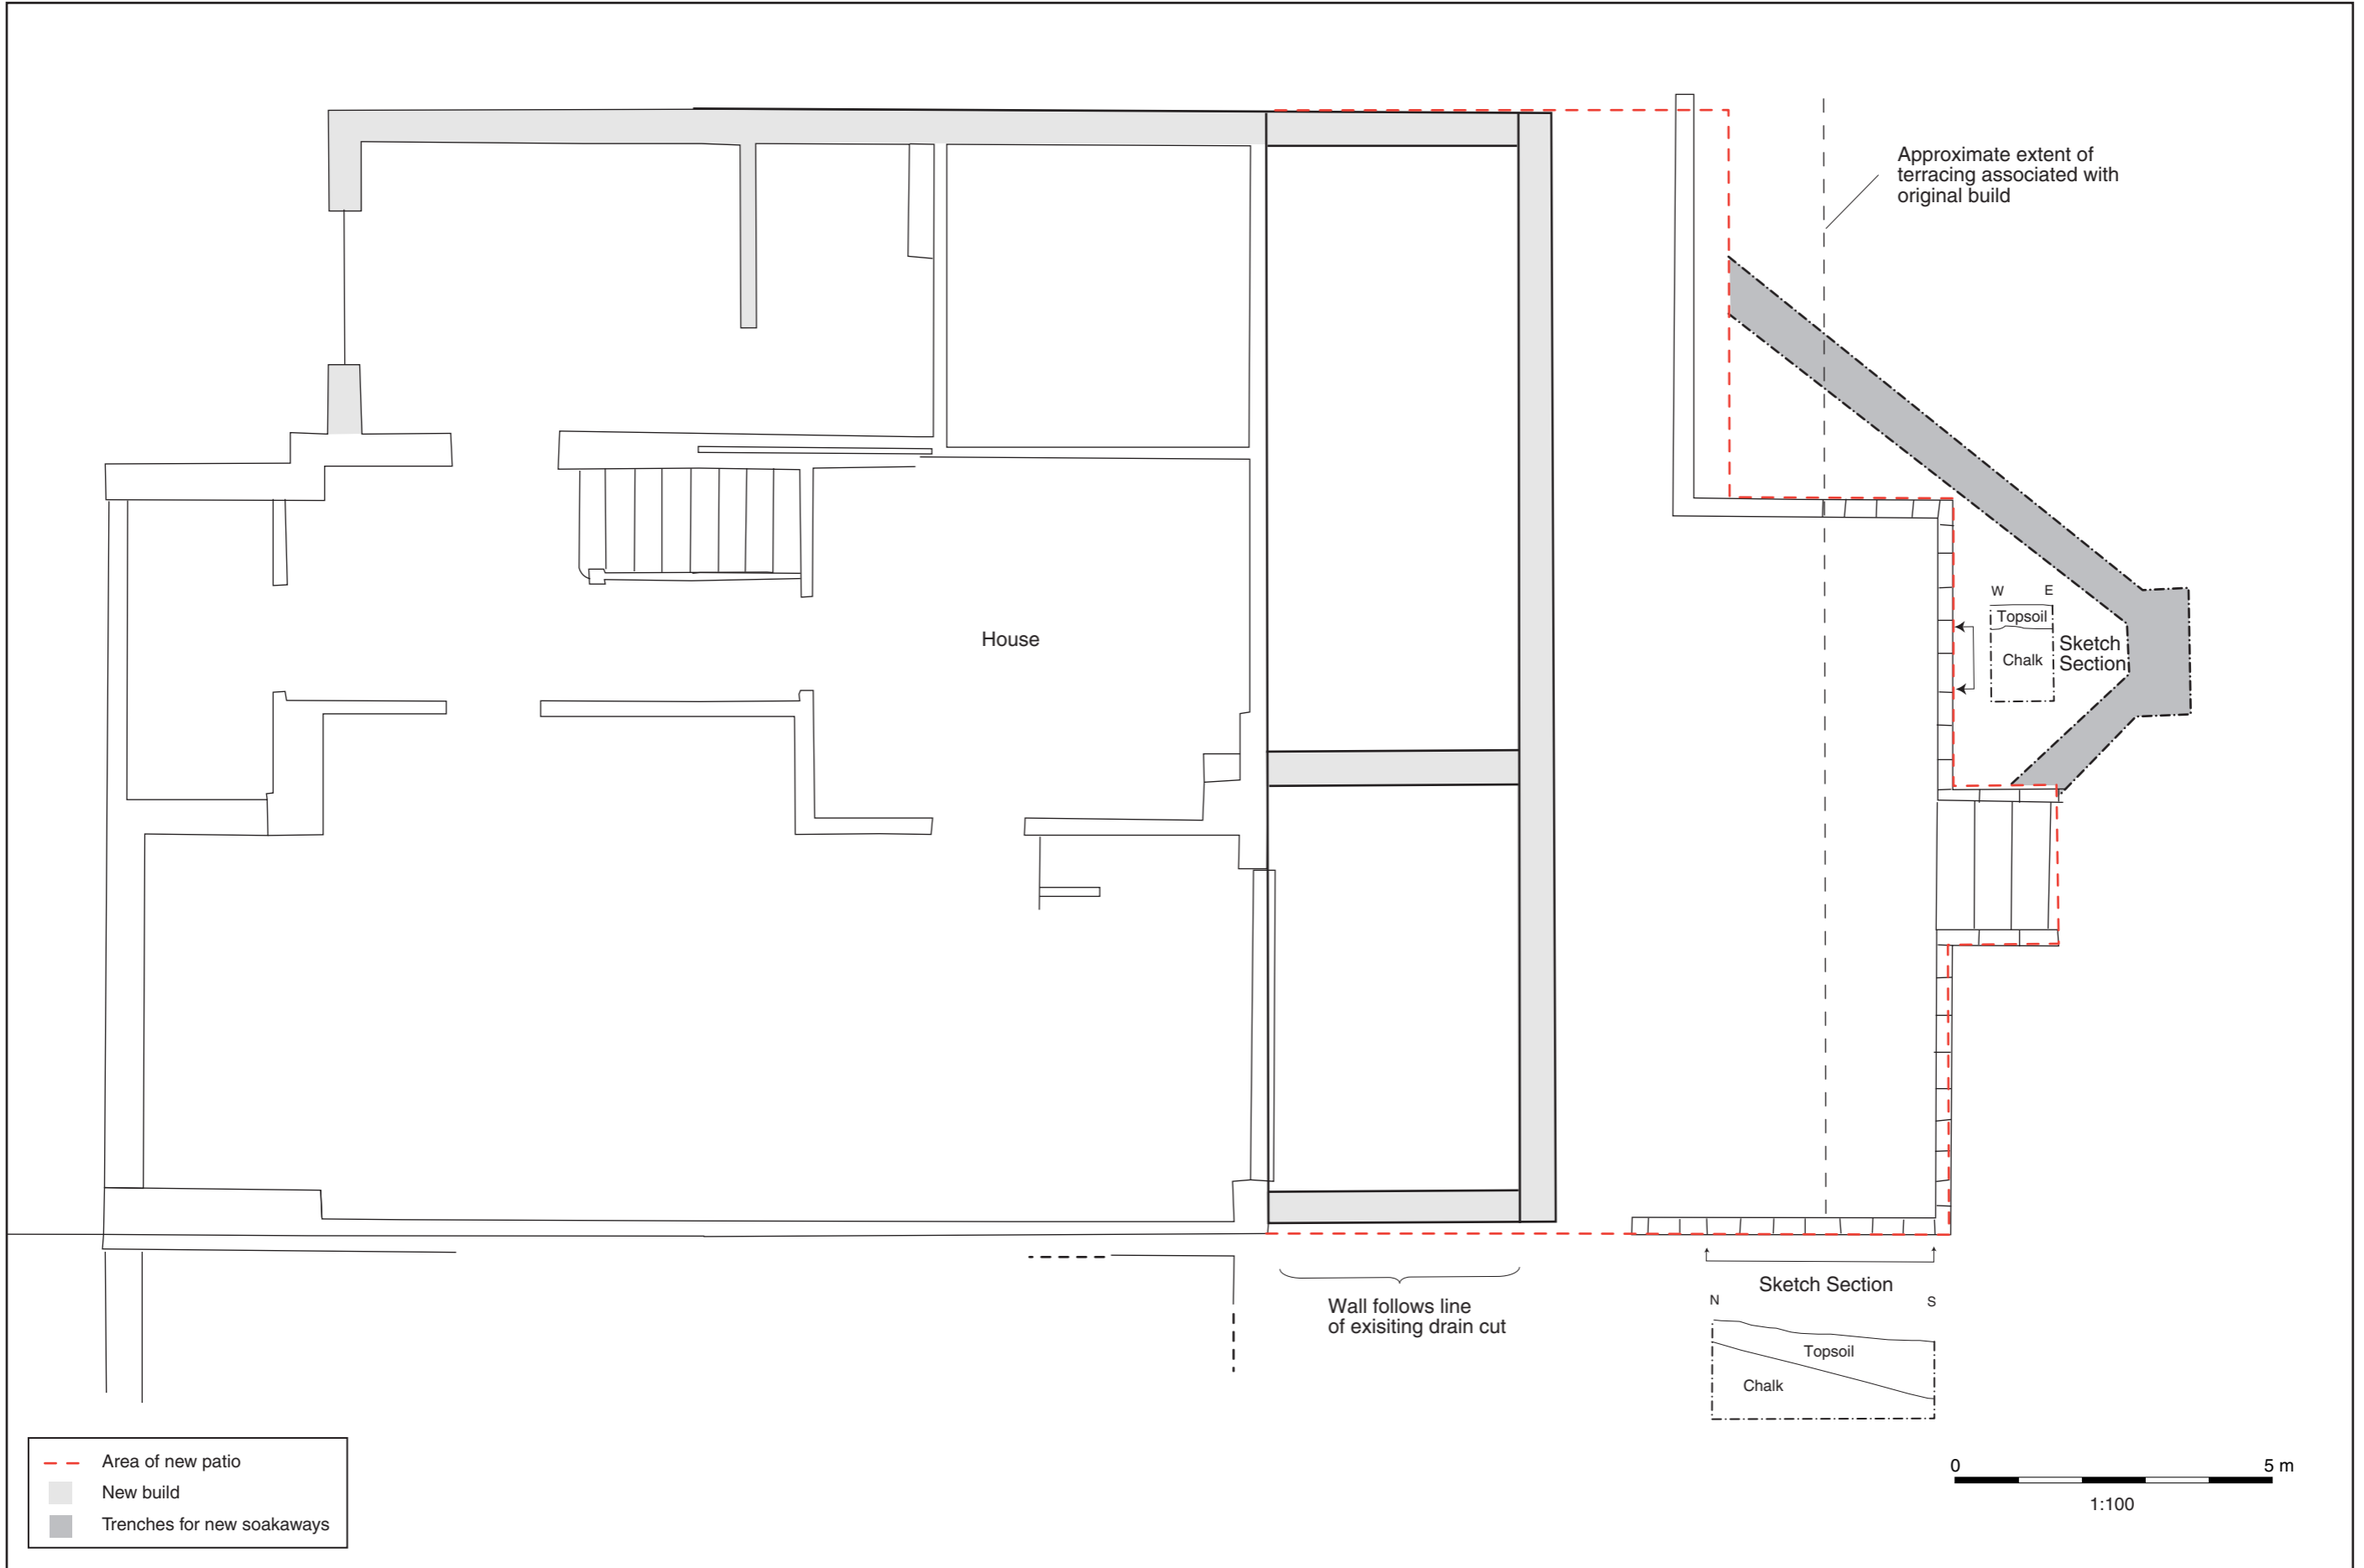 Approximate extent of
terracing associated with
original build
W E
Topsoil
Chalk
Sketch
Section
House
Wall follows line
of exisiting drain cut
Sketch Section
N S
Topsoil
Chalk
Area of new patio
New build
Trenches for new soakaways
0 5 m
1:100